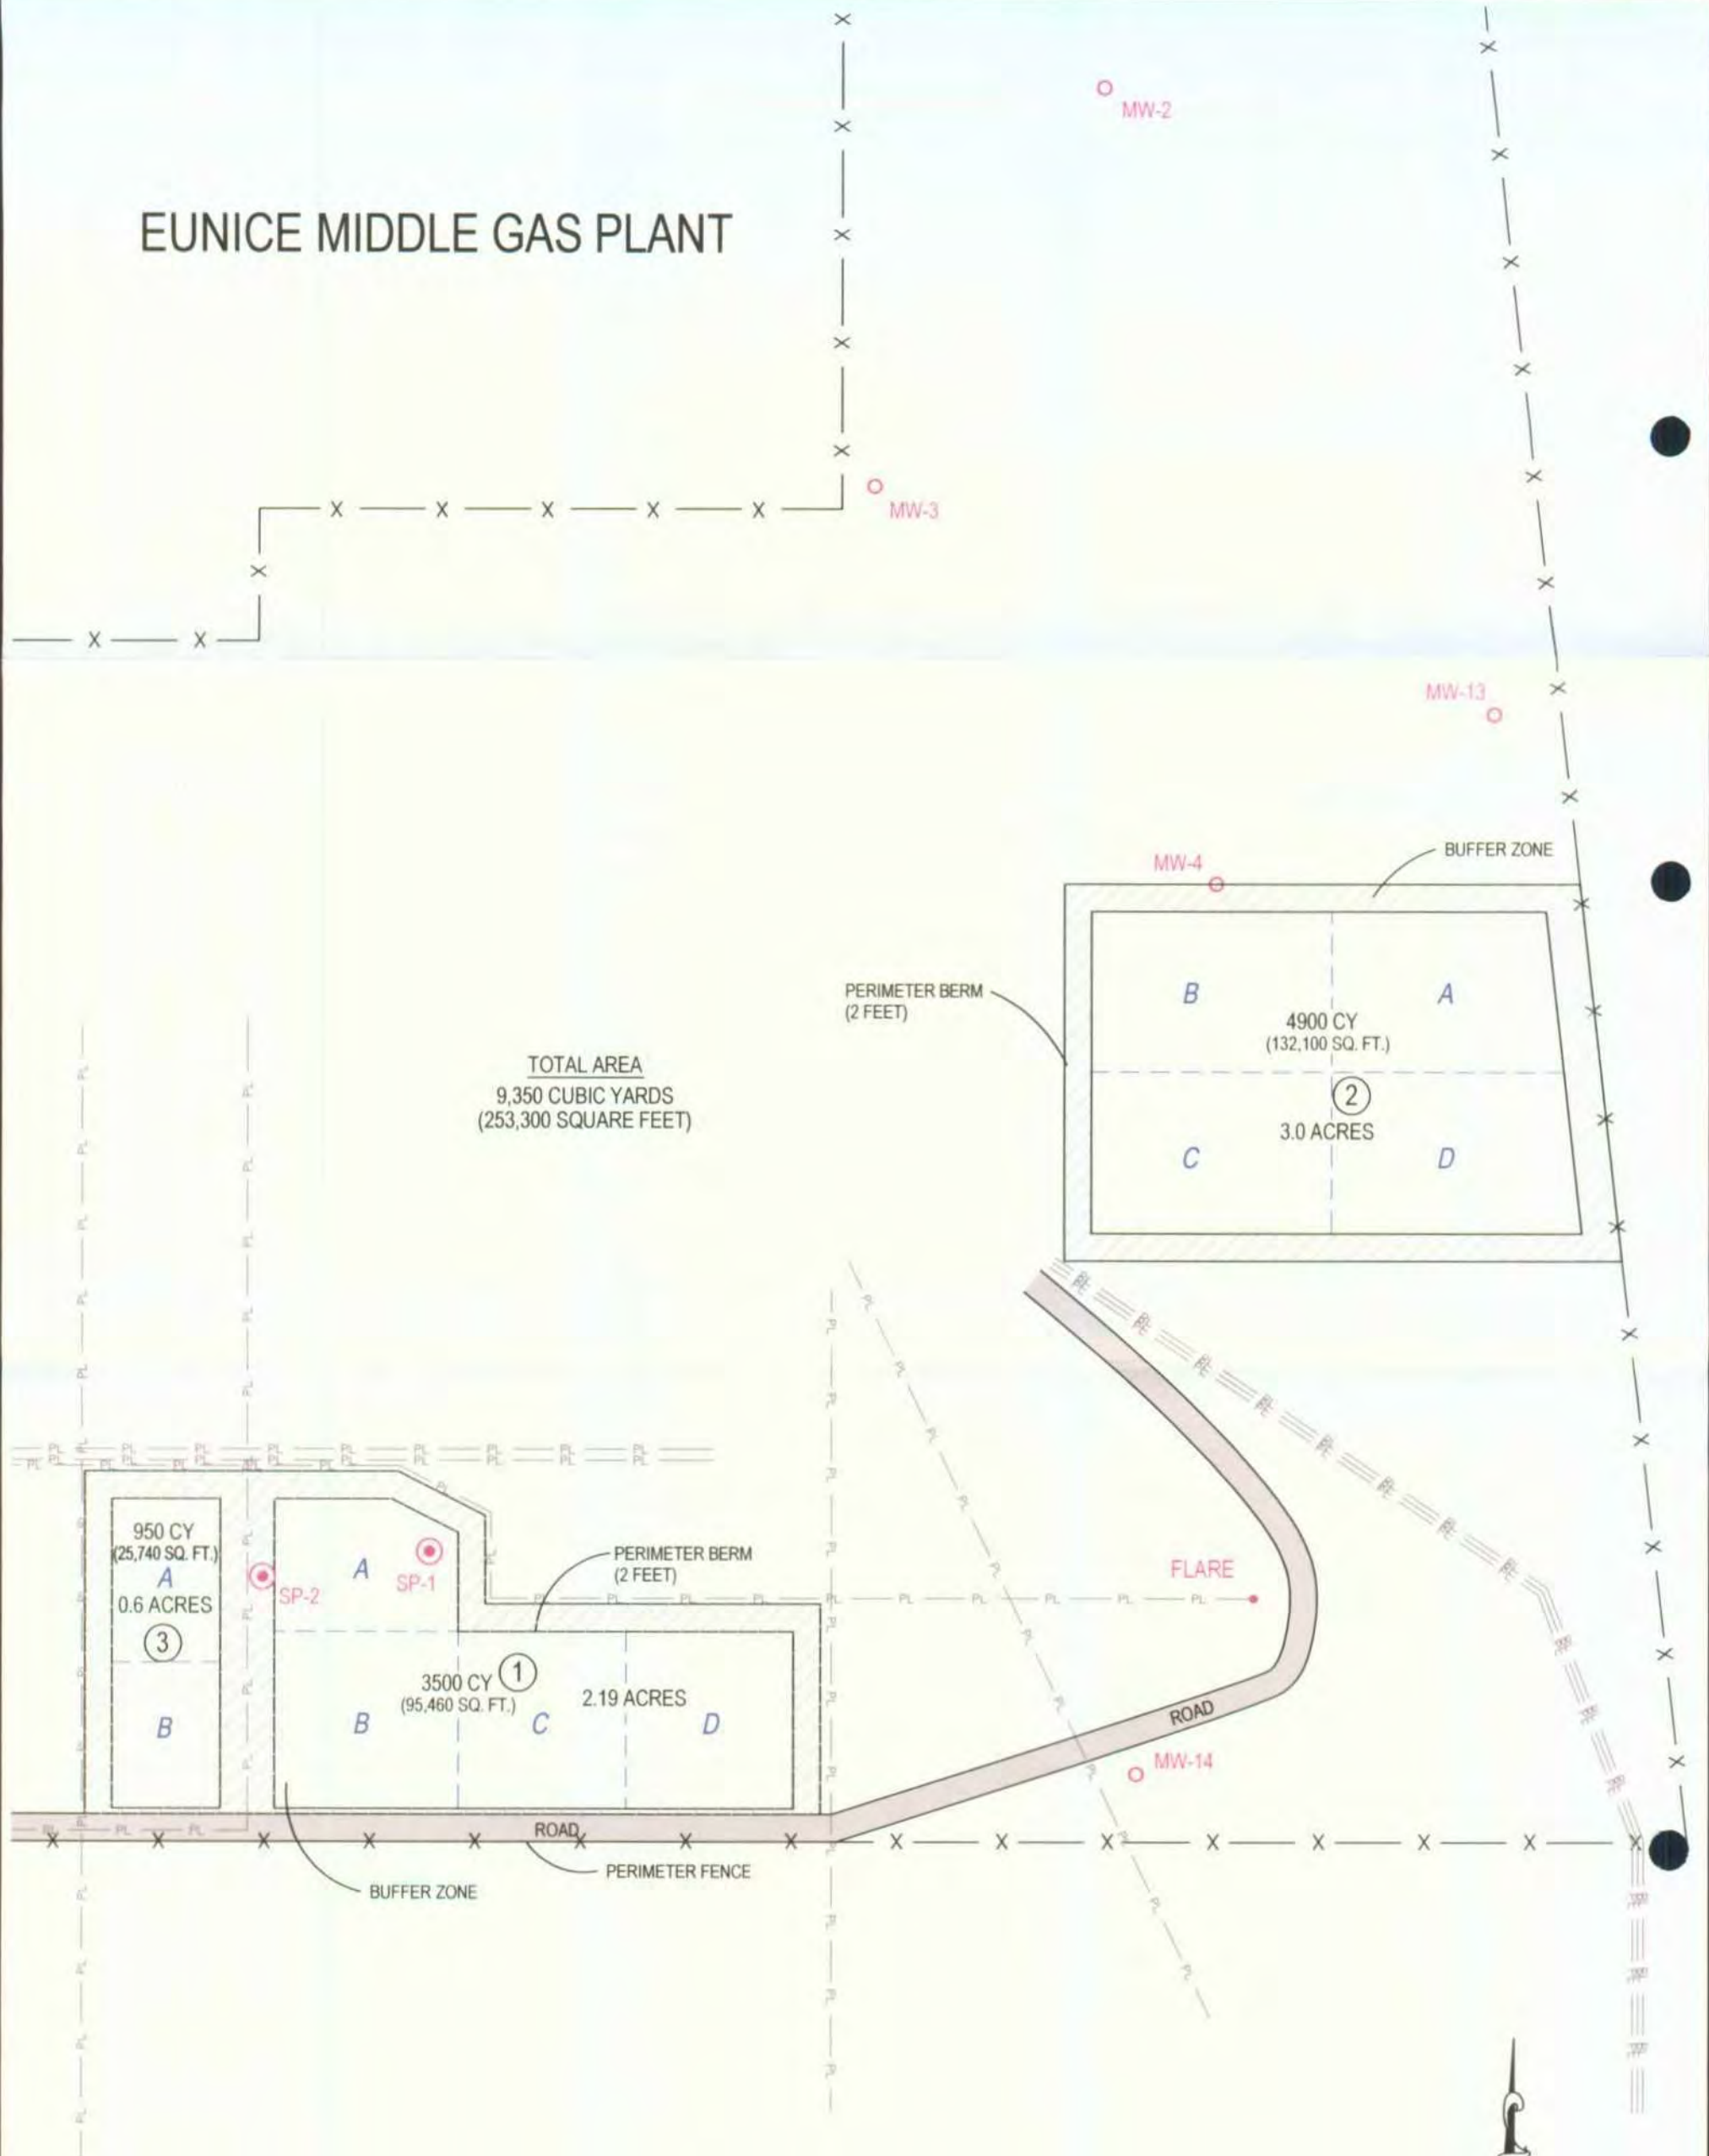 MW-2
EUNICE MIDDLE GAS PLANT
MW-3
MW-13
MW-4
BUFFER ZONE
PERIMETER BERM
(2 FEET)
B
A
4900 CY
(132,100 SQ. FT.)
2
3.0 ACRES
C
D
TOTAL AREA
9,350 CUBIC YARDS
(253,300 SQUARE FEET)
950 CY
(25,740 SQ. FT.)
A
0.6 ACRES
3
B
SP-2
A
SP-1
PERIMETER BERM
(2 FEET)
FLARE
1
3500 CY
(95,460 SQ. FT.)
2.19 ACRES
B
C
D
ROAD
MW-14
ROAD
PERIMETER FENCE
BUFFER ZONE